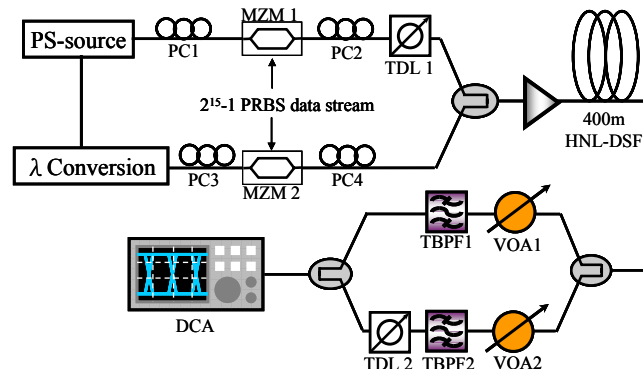 PS-source
PC1
MZM 1
PC2
TDL 1
2¹⁵-1 PRBS data stream
400m
HNL-DSF
λ Conversion
PC3
MZM 2
PC4
TBPF1
VOA1
DCA
TDL 2
TBPF2
VOA2